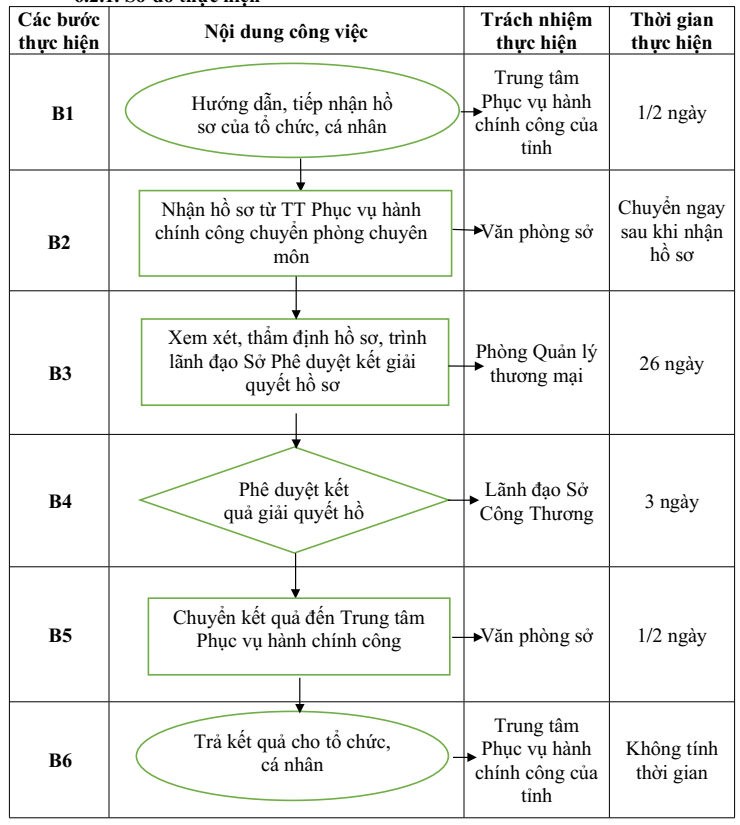 6.2.1. Sơ đồ thực hiện
Các bước thực hiện
Nội dung công việc
Trách nhiệm thực hiện
Thời gian thực hiện
B1
Hướng dẫn, tiếp nhận hồ
sơ của tổ chức, cá nhân
Trung tâm
Phục vụ hành
chính công của
tỉnh
1/2 ngày
B2
Nhận hồ sơ từ TT Phục vụ hành
chính công chuyển phòng chuyên
môn
Văn phòng sở
Chuyển ngay
sau khi nhận
hồ sơ
B3
Xem xét, thẩm định hồ sơ, trình
lãnh đạo Sở Phê duyệt kết giải
quyết hồ sơ
Phòng Quản lý
thương mại
26 ngày
B4
Phê duyệt kết
quả giải quyết hồ
Lãnh đạo Sở
Công Thương
3 ngày
B5
Chuyển kết quả đến Trung tâm
Phục vụ hành chính công
Văn phòng sở
1/2 ngày
B6
Trả kết quả cho tổ chức,
cá nhân
Trung tâm
Phục vụ hành
chính công của
tỉnh
Không tính
thời gian